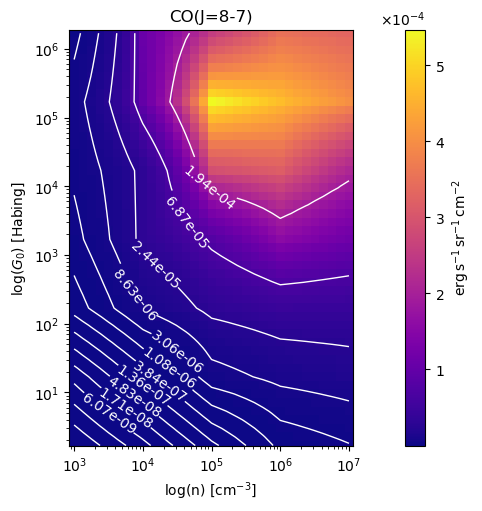 CO(J=8-7)
×10⁻⁴
log(G₀) [Habing]
10⁶
10⁵
10⁴
10³
10²
10¹
1.94e-04
6.87e-05
2.44e-05
8.63e-06
3.06e-06
1.08e-06
3.84e-07
1.36e-07
4.83e-08
1.71e-08
6.07e-09
10³ 10⁴ 10⁵ 10⁶ 10⁷
log(n) [cm⁻³]
5
4
3
2
1
erg s⁻¹ sr⁻¹ cm⁻²